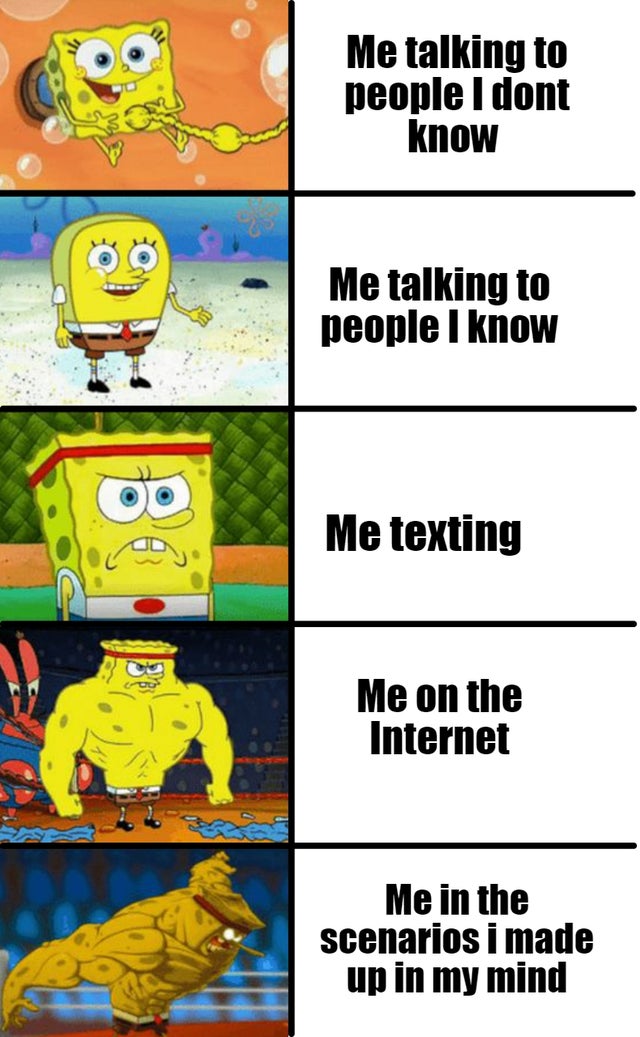 Me talking to
people I dont
know
Me talking to
people I know
Me texting
Me on the
Internet
Me in the
scenarios i made
up in my mind